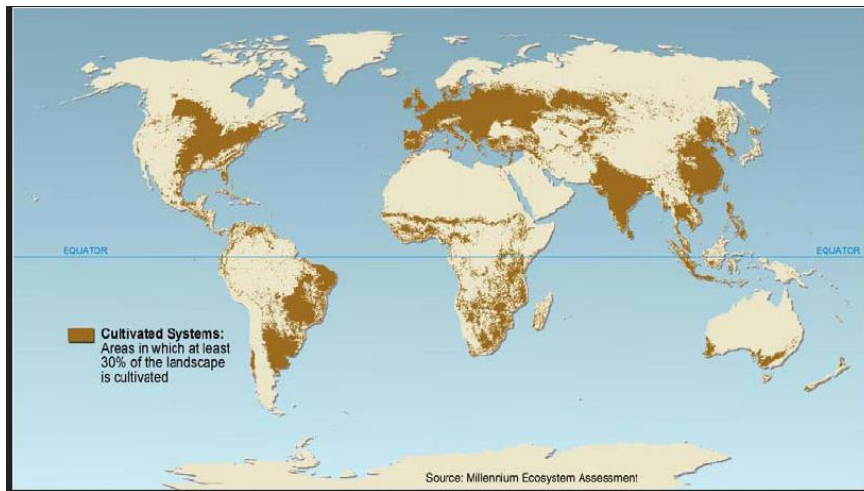 EQUATOR
EQUATOR
Cultivated Systems:
Areas in which at least
30% of the landscape
is cultivated
Source: Millennium Ecosystem Assessment